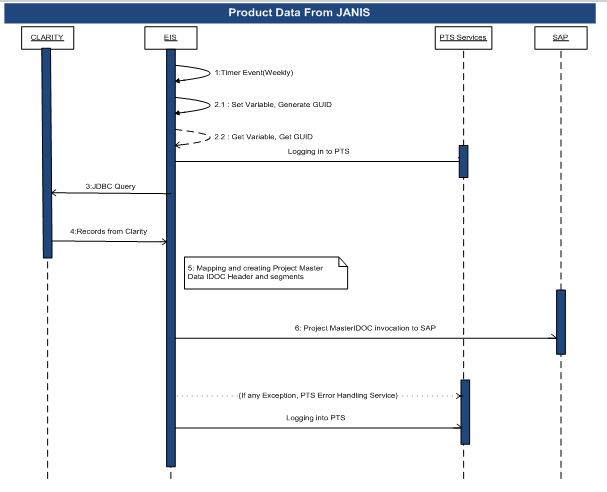 Product Data From JANIS
CLARITY
EIS
PTS Services
SAP
1:Timer Event(Weekly)
2.1 : Set Variable, Generate GUID
2.2 : Get Variable, Get GUID
Logging in to PTS
3:JDBC Query
4:Records from Clarity
5: Mapping and creating Project Master
Data IDOC Header and segments
6: Project MasterIDOC invocation to SAP
(If any Exception, PTS Error Handling Service)
Logging into PTS